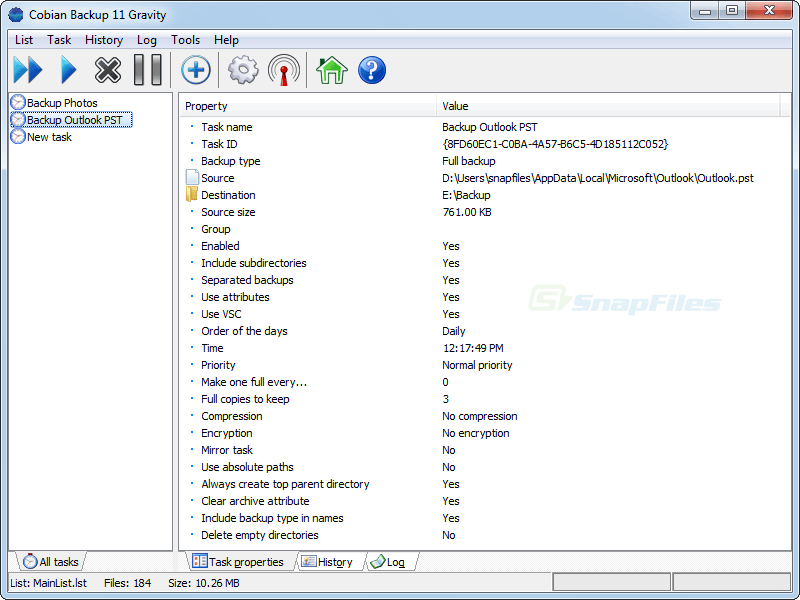 Cobian Backup 11 Gravity
List Task History Log Tools Help
Backup Photos
Backup Outlook PST
New task
Property Value
Task name Backup Outlook PST
Task ID {8FD60EC1-C0BA-4A57-B6C5-4D185112C052}
Backup type Full backup
Source D:\Users\snapfiles\AppData\Local\Microsoft\Outlook\Outlook.pst
Destination E:\Backup
Source size 761.00 KB
Group
Enabled Yes
Include subdirectories Yes
Separated backups Yes
Use attributes Yes
Use VSC Yes
Order of the days Daily
Time 12:17:49 PM
Priority Normal priority
Make one full every... 0
Full copies to keep 3
Compression No compression
Encryption No encryption
Mirror task No
Use absolute paths No
Always create top parent directory Yes
Clear archive attribute Yes
Include backup type in names Yes
Delete empty directories No
SnapFiles
All tasks Task properties History Log
List: MainList.lst Files: 184 Size: 10.26 MB